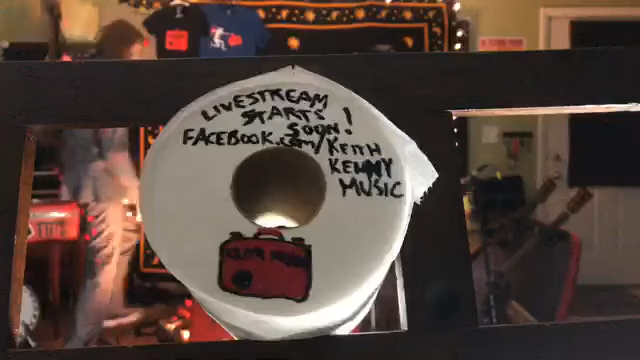 LIVESTREAM
STARTS
SOON!
FACEBOOK.com/KEITH
KENNY
MUSIC